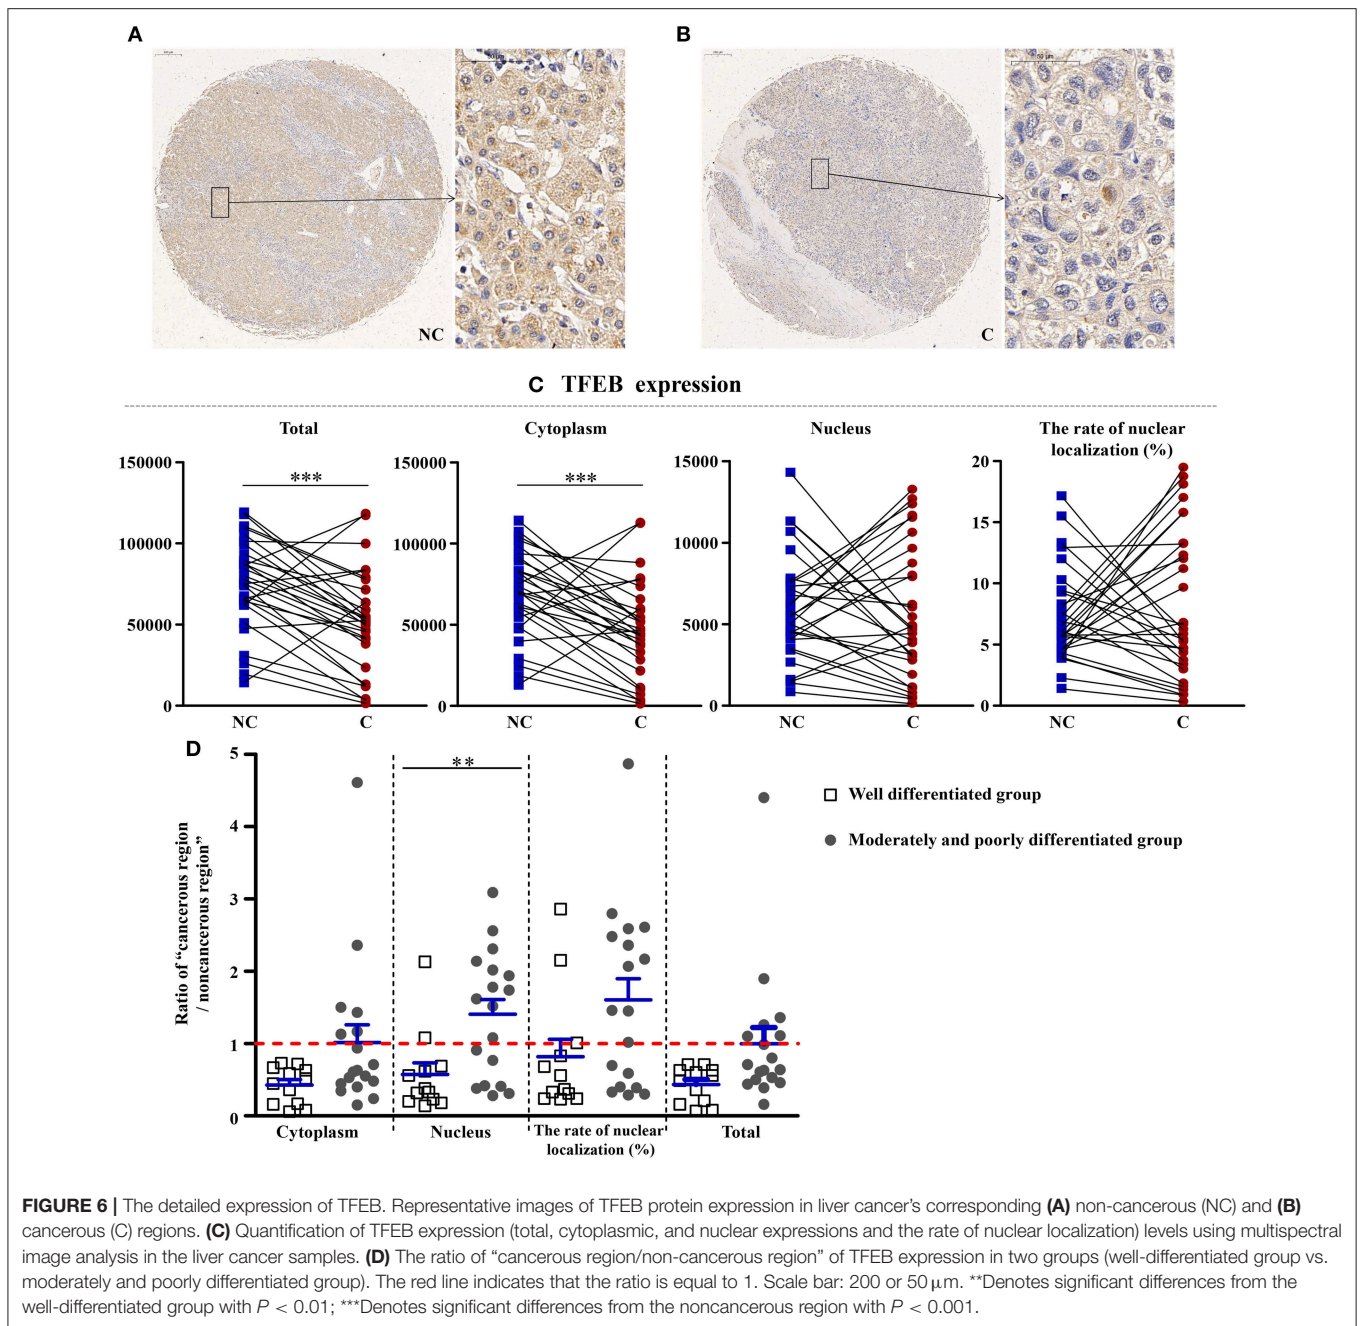 A
B
50 μm
NC
C
C TFEB expression
Total
Cytoplasm
Nucleus
The rate of nuclear
localization (%)
150000
100000
50000
0
***
NC
C
150000
100000
50000
0
***
NC
C
15000
10000
5000
0
NC
C
20
15
10
5
0
NC
C
D
Ratio of “cancerous region
/ noncancerous region”
5
4
3
2
1
0
**
Cytoplasm
Nucleus
The rate of nuclear
localization (%)
Total
Well differentiated group
Moderately and poorly differentiated group
FIGURE 6 | The detailed expression of TFEB. Representative images of TFEB protein expression in liver cancer’s corresponding (A) non-cancerous (NC) and (B)
cancerous (C) regions. (C) Quantification of TFEB expression (total, cytoplasmic, and nuclear expressions and the rate of nuclear localization) levels using multispectral
image analysis in the liver cancer samples. (D) The ratio of “cancerous region/non-cancerous region” of TFEB expression in two groups (well-differentiated group vs.
moderately and poorly differentiated group). The red line indicates that the ratio is equal to 1. Scale bar: 200 or 50 μm. **Denotes significant differences from the
well-differentiated group with P < 0.01; ***Denotes significant differences from the noncancerous region with P < 0.001.